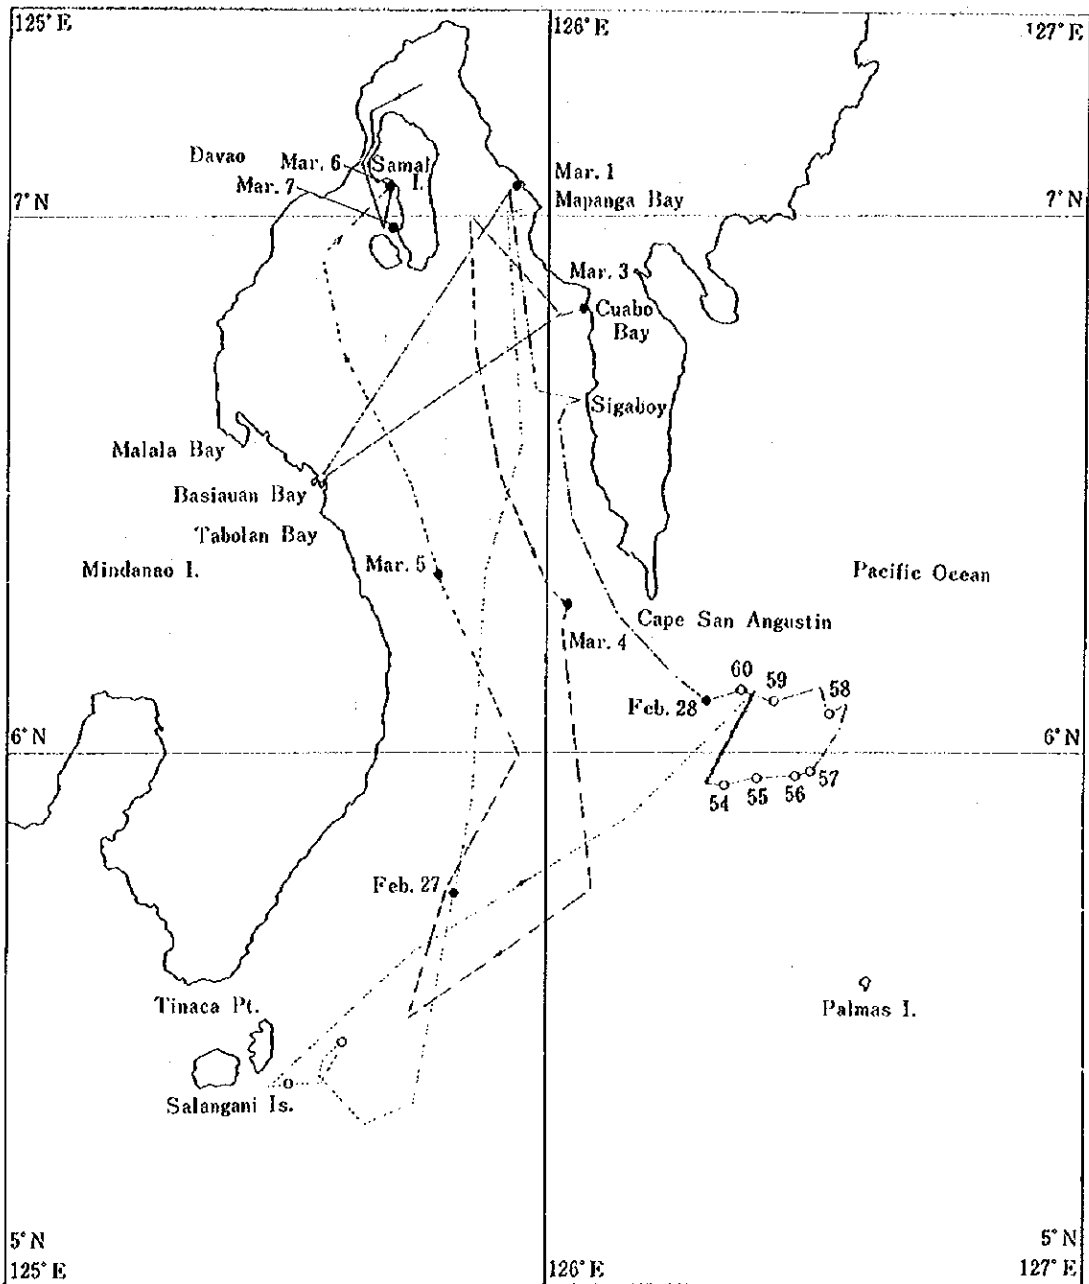 125° E
126° E
127° E
Davao
Mar. 6
Samal
I.
Mar. 7
Mar. 1
Mapanga Bay
7° N
Mar. 3
Cuabo
Bay
Sigaboy
Malala Bay
Basiauan Bay
Tabolan Bay
Mindanao I.
Mar. 5
Pacific Ocean
Cape San Angustin
Mar. 4
60
59
58
Feb. 28
6° N
6° N
54
55
56
57
Feb. 27
Tinaca Pt.
Palmas I.
Salangani Is.
5° N
125° E
126° E
5° N
127° E